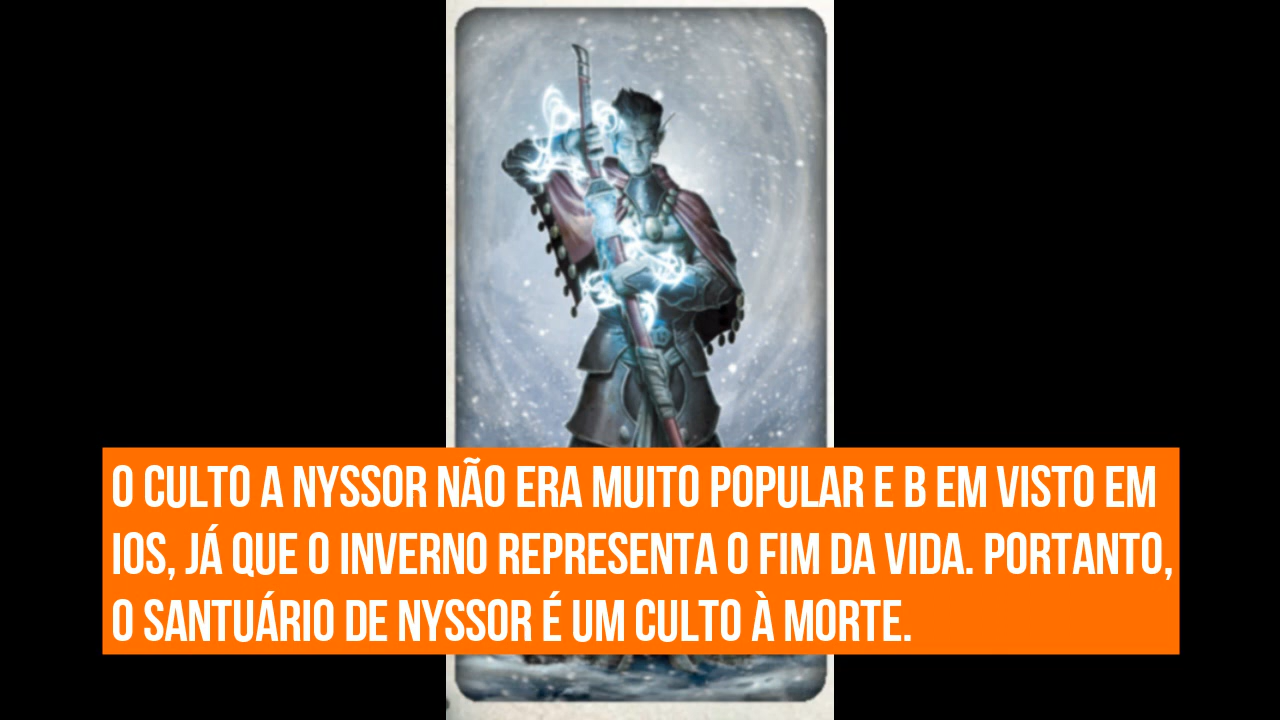 O CULTO A NYSSOR NÃO ERA MUITO POPULAR E B EM VISTO EM
IOS, JÁ QUE O INVERNO REPRESENTA O FIM DA VIDA. PORTANTO,
O SANTUÁRIO DE NYSSOR É UM CULTO À MORTE.